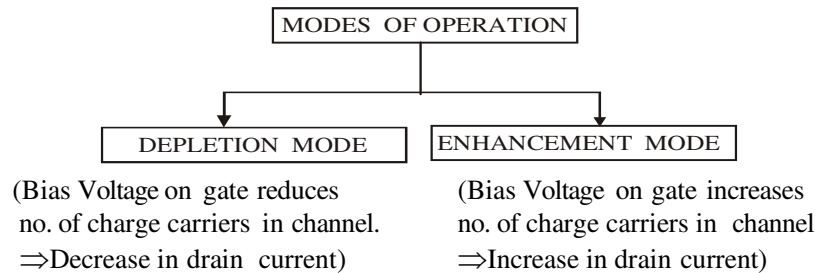 MODES OF OPERATION
DEPLETION MODE
ENHANCEMENT MODE
(Bias Voltage on gate reduces
no. of charge carriers in channel.
⇒Decrease in drain current)
(Bias Voltage on gate increases
no. of charge carriers in channel
⇒Increase in drain current)